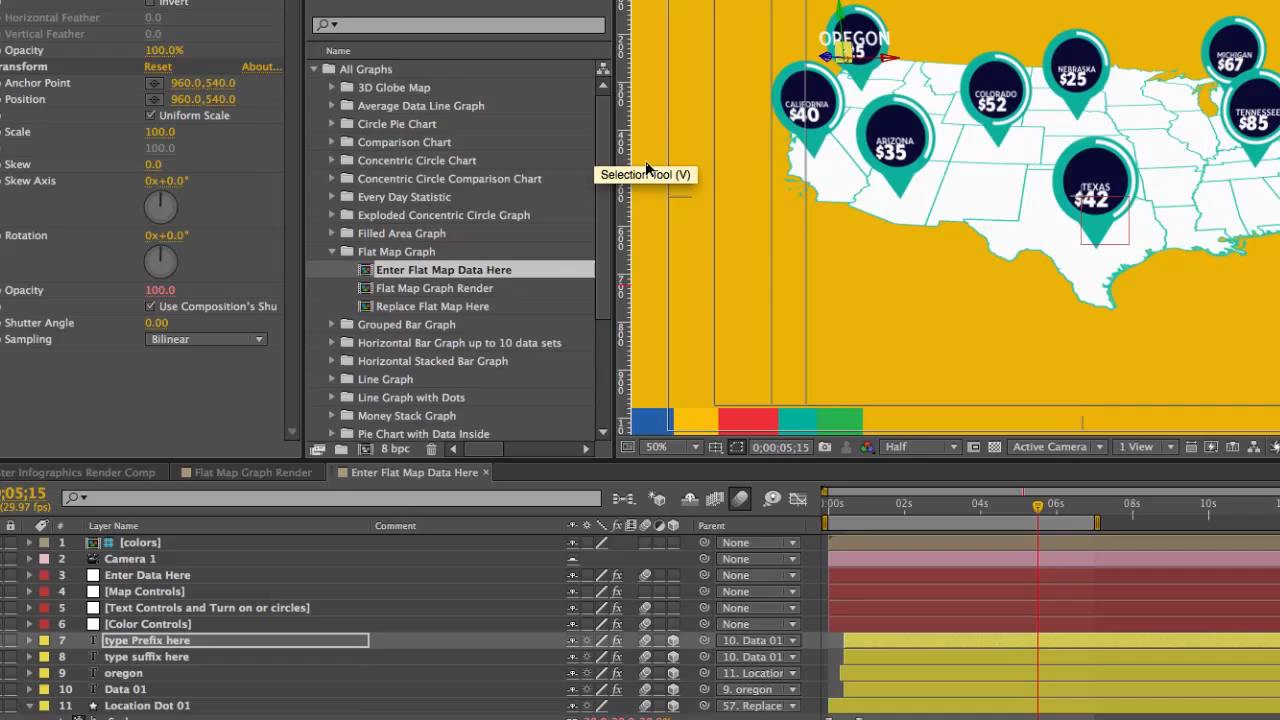 Invert
Horizontal Feather 0.0
Vertical Feather 0.0
Opacity 100.0%
Transform Reset About...
Anchor Point 960.0,540.0
Position 960.0,540.0
Uniform Scale
Scale 100.0
100.0
Skew 0.0
Skew Axis 0x+0.0°
Rotation 0x+0.0°
Opacity 100.0
Use Composition's Shu
Shutter Angle 0.00
Sampling Bilinear
Name
All Graphs
3D Globe Map
Average Data Line Graph
Circle Pie Chart
Comparison Chart
Concentric Circle Chart
Concentric Circle Comparison Chart
Every Day Statistic
Exploded Concentric Circle Graph
Filled Area Graph
Flat Map Graph
Enter Flat Map Data Here
Flat Map Graph Render
Replace Flat Map Here
Grouped Bar Graph
Horizontal Bar Graph up to 10 data sets
Horizontal Stacked Bar Graph
Line Graph
Line Graph with Dots
Money Stack Graph
Pie Chart with Data Inside
8 bpc
OREGON
CALIFORNIA
$40
ARIZONA
$35
COLORADO
$52
NEBRASKA
$25
MICHIGAN
$67
TENNESSEE
$85
TEXAS
$42
Selection Tool (V)
50% 0;00;05;15 Half Active Camera 1 View
ter Infographics Render Comp Flat Map Graph Render Enter Flat Map Data Here ×
;05;15
(29.97 fps)
:00s 02s 04s 06s 08s 10s
# Layer Name Comment Parent
1 [colors] None
2 Camera 1 None
3 Enter Data Here None
4 [Map Controls] None
5 [Text Controls and Turn on or circles] None
6 [Color Controls] None
7 T type Prefix here 10. Data 01
8 T type suffix here 10. Data 01
9 T oregon 11. Location
10 T Data 01 9. oregon
11 Location Dot 01 57. Replace